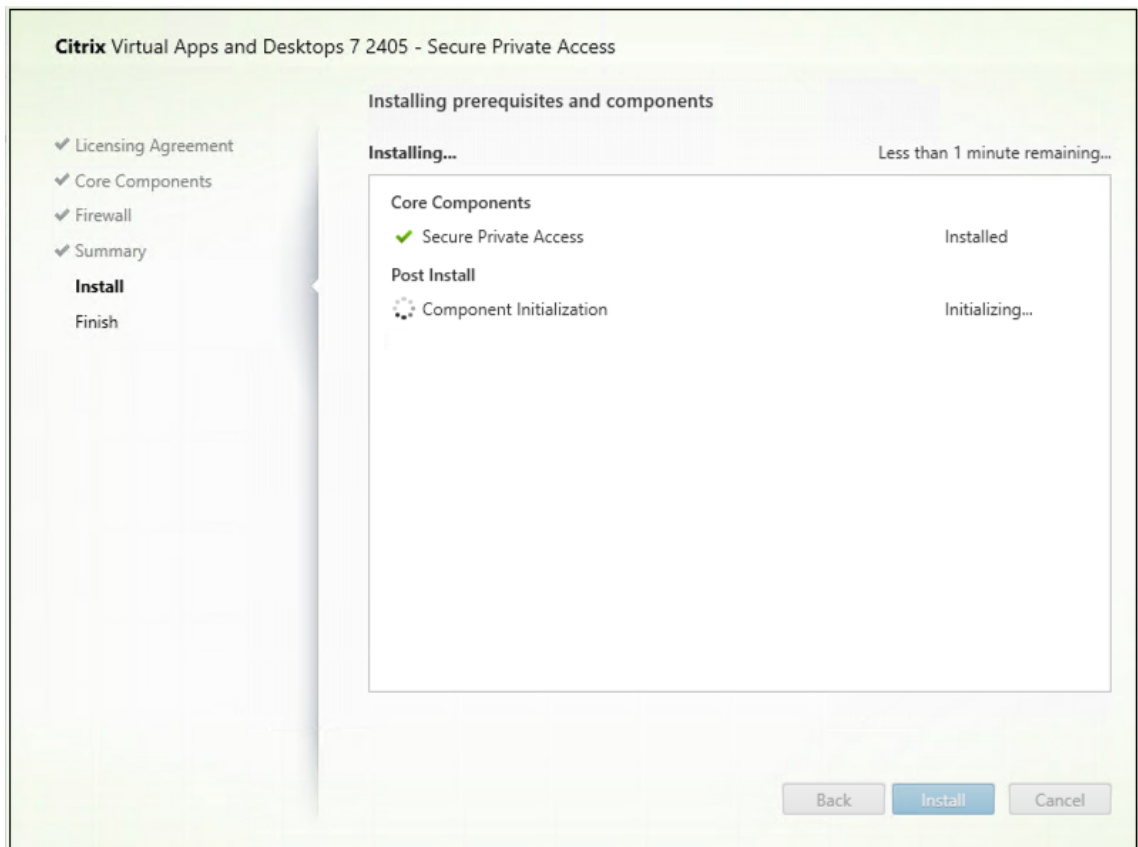 Citrix Virtual Apps and Desktops 7 2405 - Secure Private Access
Licensing Agreement
Core Components
Firewall
Summary
Install
Finish
Installing prerequisites and components
Installing... Less than 1 minute remaining...
Core Components
Secure Private Access Installed
Post Install
Component Initialization Initializing...
Back Install Cancel